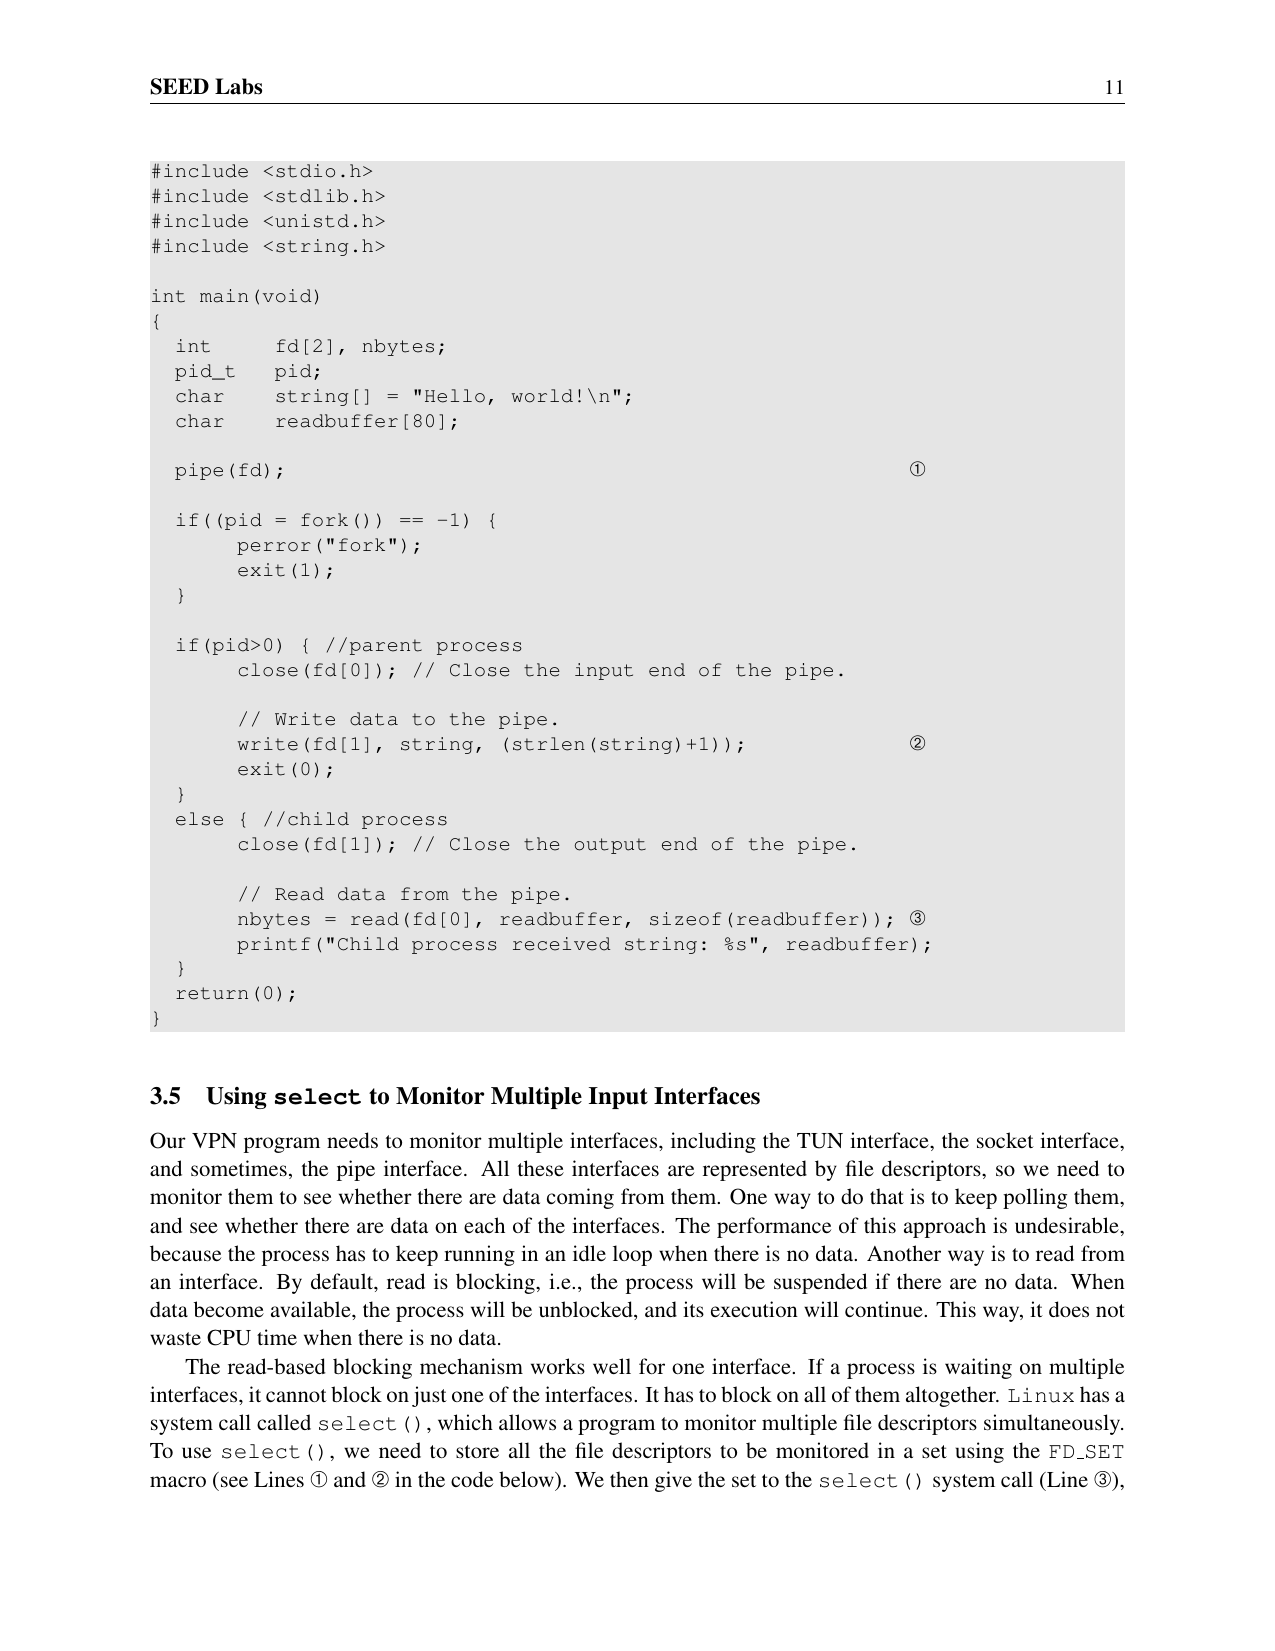 SEED Labs 11
#include <stdio.h>
#include <stdlib.h>
#include <unistd.h>
#include <string.h>
int main(void)
{
  int     fd[2], nbytes;
  pid_t   pid;
  char    string[] = "Hello, world!\n";
  char    readbuffer[80];
  pipe(fd); ①
  if((pid = fork()) == -1) {
       perror("fork");
       exit(1);
  }
  if(pid>0) { //parent process
       close(fd[0]); // Close the input end of the pipe.
       // Write data to the pipe.
       write(fd[1], string, (strlen(string)+1)); ②
       exit(0);
  }
  else { //child process
       close(fd[1]); // Close the output end of the pipe.
       // Read data from the pipe.
       nbytes = read(fd[0], readbuffer, sizeof(readbuffer)); ③
       printf("Child process received string: %s", readbuffer);
  }
  return(0);
}
3.5 Using select to Monitor Multiple Input Interfaces
Our VPN program needs to monitor multiple interfaces, including the TUN interface, the socket interface,
and sometimes, the pipe interface. All these interfaces are represented by file descriptors, so we need to
monitor them to see whether there are data coming from them. One way to do that is to keep polling them,
and see whether there are data on each of the interfaces. The performance of this approach is undesirable,
because the process has to keep running in an idle loop when there is no data. Another way is to read from
an interface. By default, read is blocking, i.e., the process will be suspended if there are no data. When
data become available, the process will be unblocked, and its execution will continue. This way, it does not
waste CPU time when there is no data.
The read-based blocking mechanism works well for one interface. If a process is waiting on multiple
interfaces, it cannot block on just one of the interfaces. It has to block on all of them altogether. Linux has a
system call called select(), which allows a program to monitor multiple file descriptors simultaneously.
To use select(), we need to store all the file descriptors to be monitored in a set using the FD_SET
macro (see Lines ① and ② in the code below). We then give the set to the select() system call (Line ③),